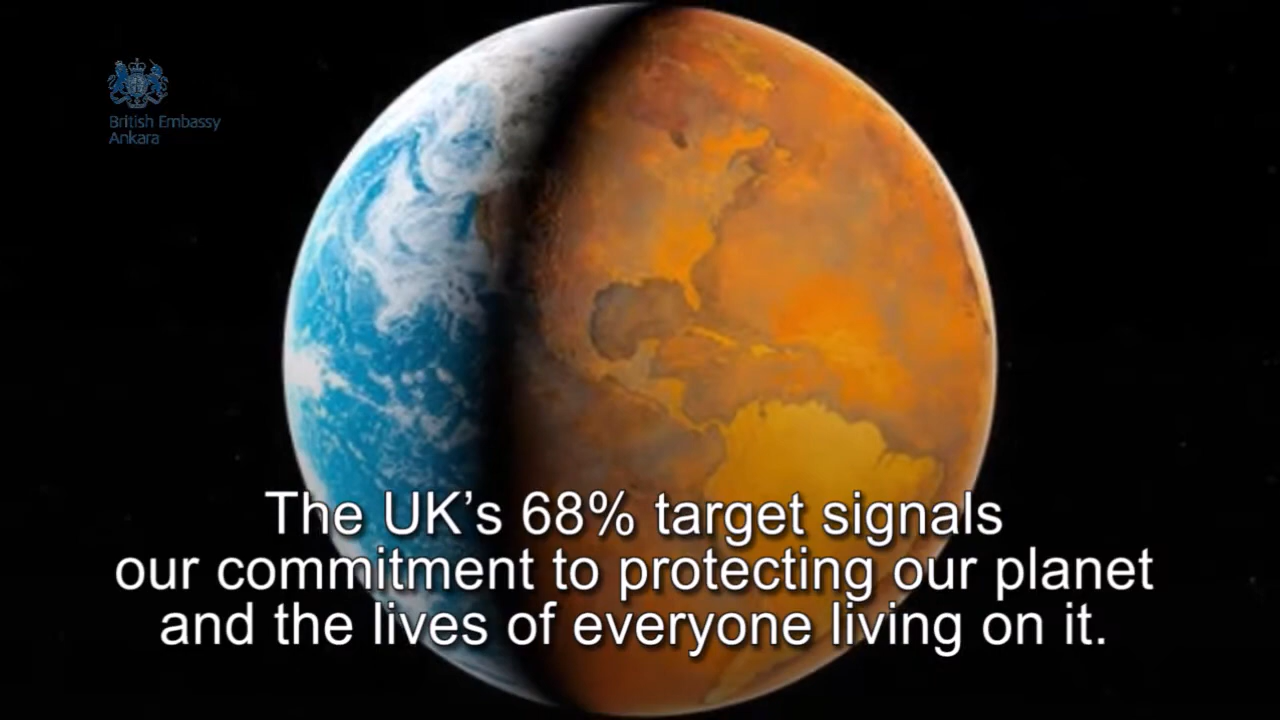 British Embassy
Ankara
The UK’s 68% target signals
our commitment to protecting our planet
and the lives of everyone living on it.